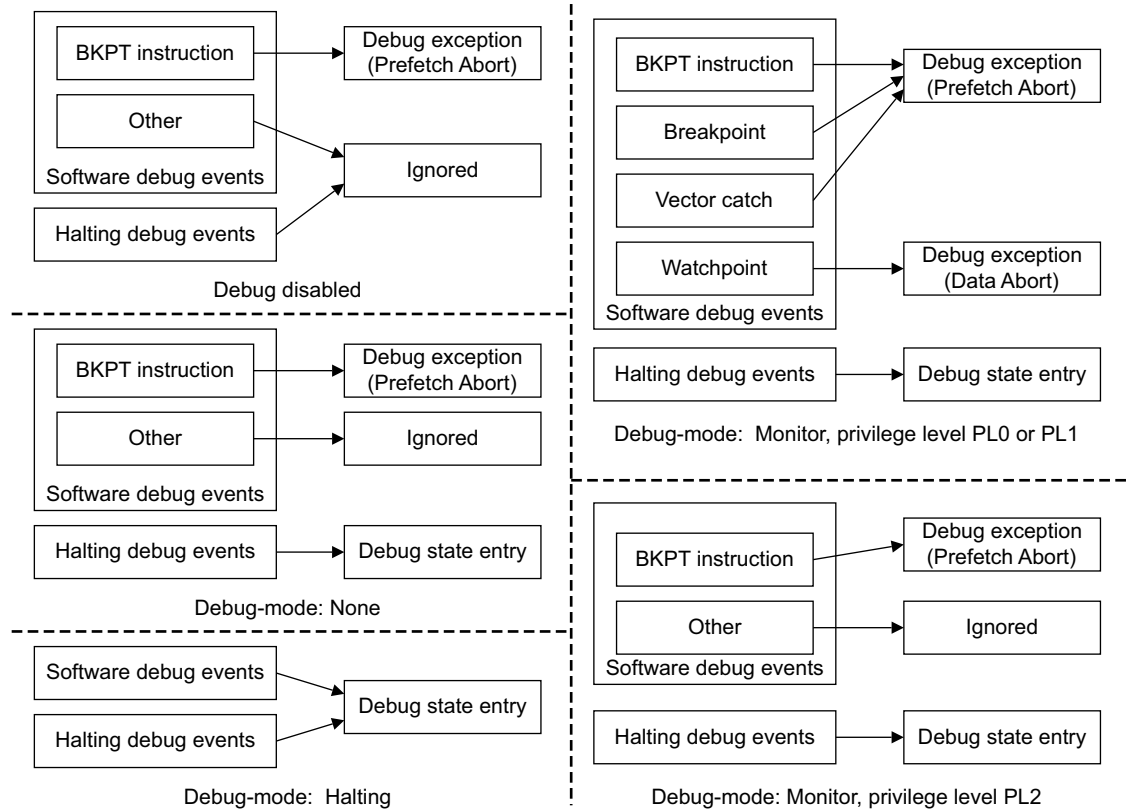 BKPT instruction
Debug exception
(Prefetch Abort)
Other
Ignored
Software debug events
Halting debug events
Debug disabled
BKPT instruction
Debug exception
(Prefetch Abort)
Other
Ignored
Software debug events
Halting debug events
Debug state entry
Debug-mode: None
Software debug events
Debug state entry
Halting debug events
Debug-mode: Halting
BKPT instruction
Debug exception
(Prefetch Abort)
Breakpoint
Vector catch
Watchpoint
Debug exception
(Data Abort)
Software debug events
Halting debug events
Debug state entry
Debug-mode: Monitor, privilege level PL0 or PL1
BKPT instruction
Debug exception
(Prefetch Abort)
Other
Ignored
Software debug events
Halting debug events
Debug state entry
Debug-mode: Monitor, privilege level PL2